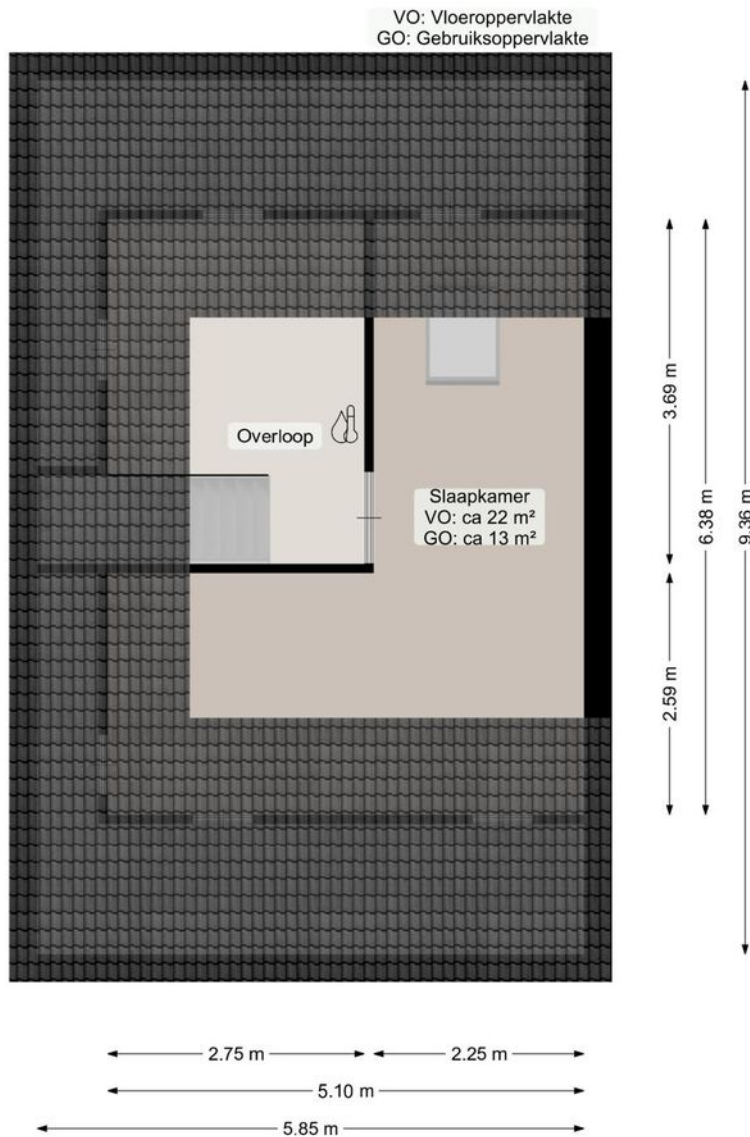 VO: Vloeroppervlakte
GO: Gebruiksoppervlakte
Overloop
Slaapkamer
VO: ca 22 m²
GO: ca 13 m²
3.69 m
6.38 m
9.36 m
2.59 m
2.75 m
2.25 m
5.10 m
5.85 m